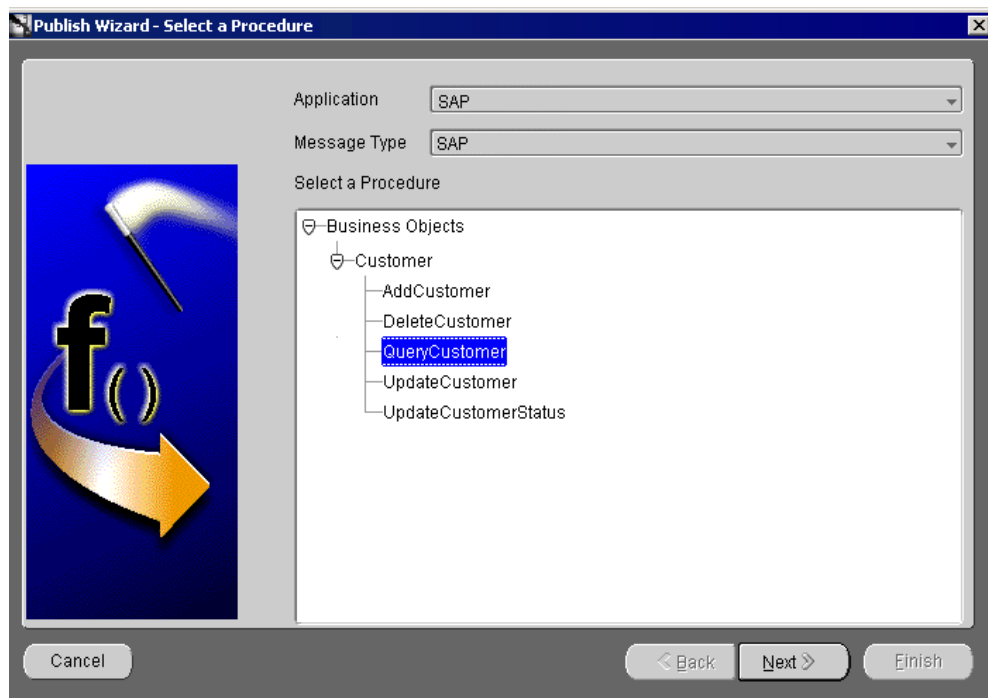 Publish Wizard - Select a Procedure
Application SAP
Message Type SAP
Select a Procedure
Business Objects
Customer
AddCustomer
DeleteCustomer
QueryCustomer
UpdateCustomer
UpdateCustomerStatus
f()
Cancel Back Next Finish